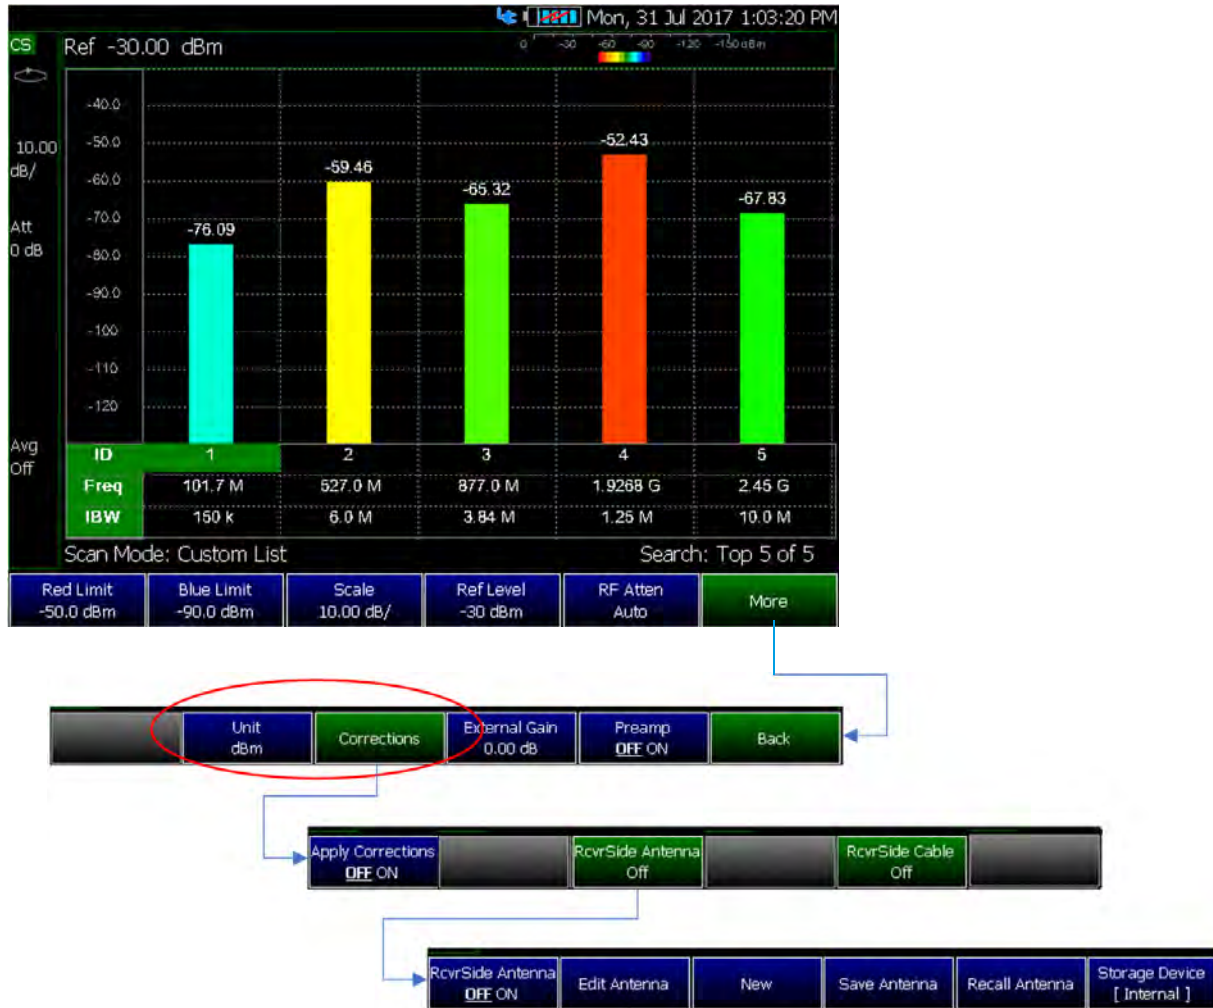 Mon, 31 Jul 2017 1:03:20 PM
CS
Ref -30.00 dBm
0 -30 -60 -90 -120 -150 dBm
-40.0
10.00
dB/
-50.0
-52.43
-59.46
-60.0
-65.32
-67.83
Att
0 dB
-70.0
-76.09
-80.0
-90.0
-100
-110
-120
Avg
Off
ID 1 2 3 4 5
Freq 101.7 M 527.0 M 877.0 M 1.9268 G 2.45 G
IBW 150 k 6.0 M 3.84 M 1.25 M 10.0 M
Scan Mode: Custom List Search: Top 5 of 5
Red Limit
-50.0 dBm
Blue Limit
-90.0 dBm
Scale
10.00 dB/
Ref Level
-30 dBm
RF Atten
Auto
More
Unit
dBm
Corrections
External Gain
0.00 dB
Preamp
OFF ON
Back
Apply Corrections
OFF ON
RcvrSide Antenna
Off
RcvrSide Cable
Off
RcvrSide Antenna
OFF ON
Edit Antenna
New
Save Antenna
Recall Antenna
Storage Device
[ Internal ]